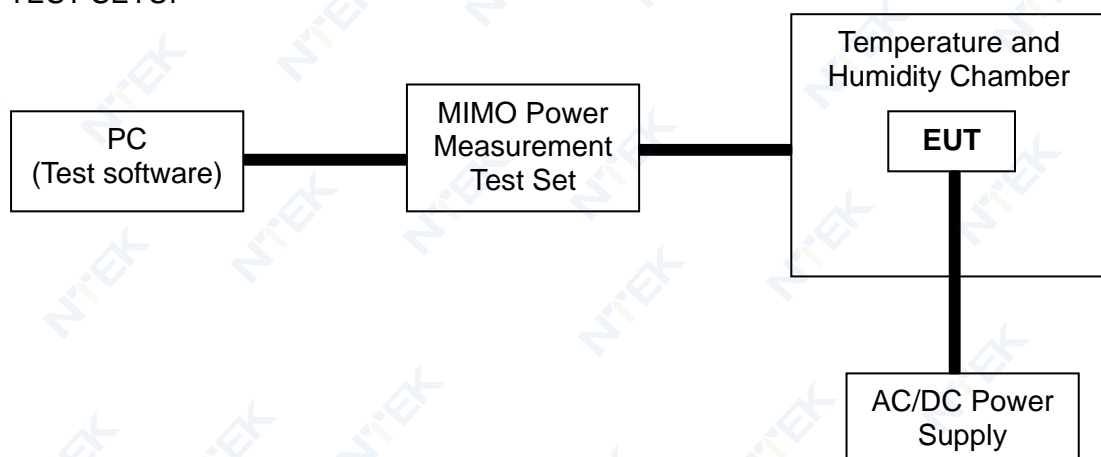 TEST SETUP
PC
(Test software)
MIMO Power
Measurement
Test Set
Temperature and
Humidity Chamber
EUT
AC/DC Power
Supply
NTEK